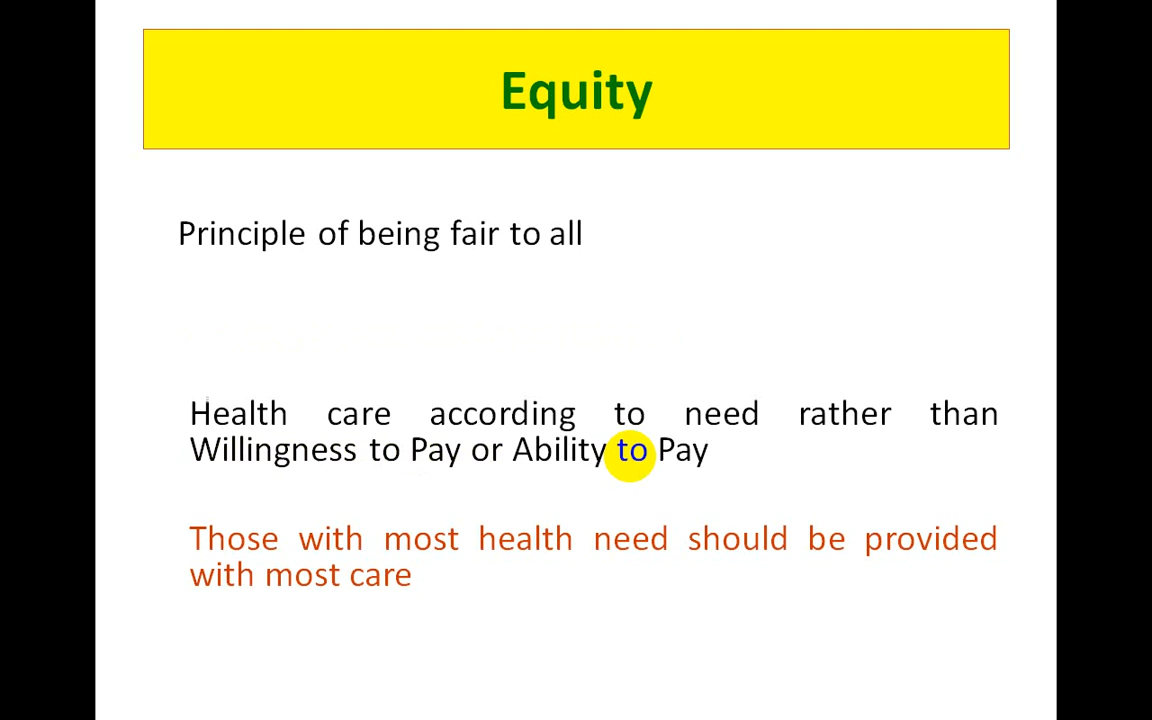 Equity
Principle of being fair to all
Health care according to need rather than
Willingness to Pay or Ability to Pay
Those with most health need should be provided
with most care